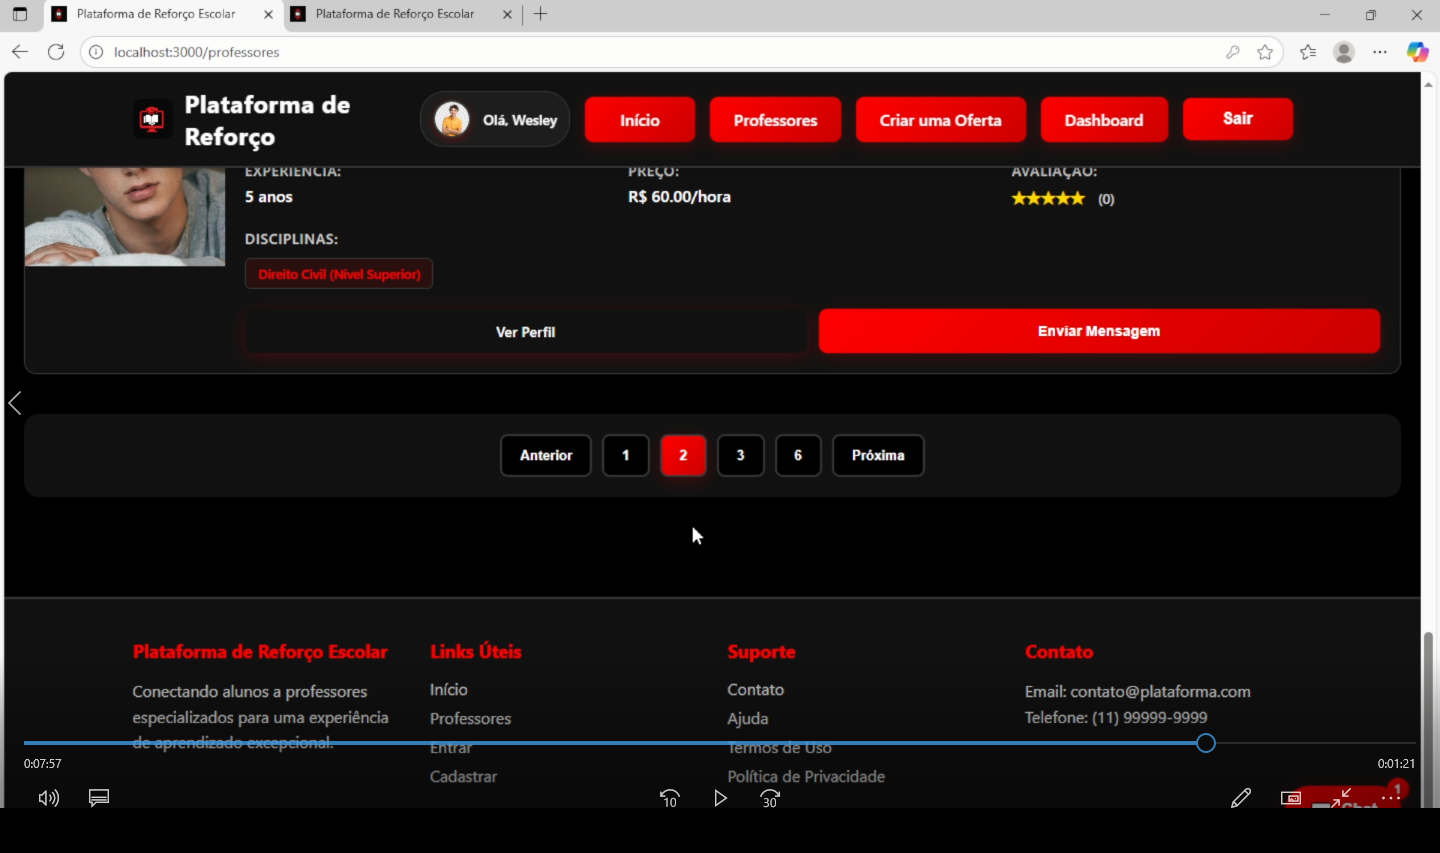 Plataforma de Reforço Escolar
Plataforma de Reforço Escolar
localhost:3000/professores
Plataforma de
Reforço
Olá, Wesley
Início
Professores
Criar uma Oferta
Dashboard
Sair
EXPERIÊNCIA:
PREÇO:
AVALIAÇÃO:
5 anos
R$ 60.00/hora
(0)
DISCIPLINAS:
Direito Civil (Nível Superior)
Ver Perfil
Enviar Mensagem
Anterior
1
2
3
6
Próxima
Plataforma de Reforço Escolar
Conectando alunos a professores
especializados para uma experiência
de aprendizado excepcional.
Links Úteis
Início
Professores
Entrar
Cadastrar
Suporte
Contato
Ajuda
Termos de Uso
Política de Privacidade
Contato
Email: contato@plataforma.com
Telefone: (11) 99999-9999
0:07:57
0:01:21
10
30
Chat
1